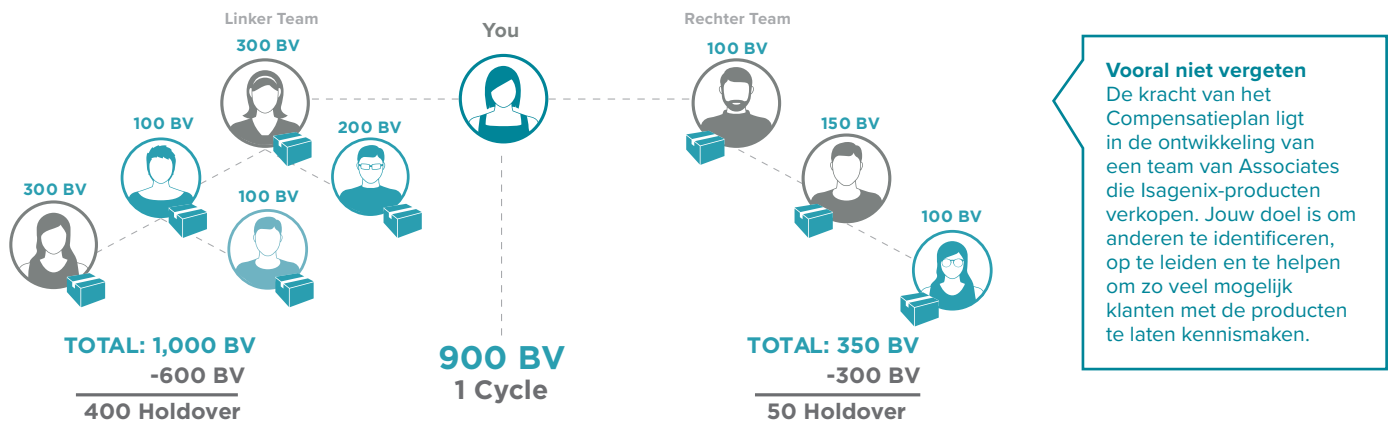 Linker Team
300 BV
100 BV
200 BV
300 BV
100 BV
TOTAL: 1,000 BV
-600 BV
400 Holdover
You
900 BV
1 Cycle
Rechter Team
100 BV
150 BV
100 BV
TOTAL: 350 BV
-300 BV
50 Holdover
Vooral niet vergeten
De kracht van het
Compensatieplan ligt
in de ontwikkeling van
een team van Associates
die Isagenix-producten
verkopen. Jouw doel is om
anderen te identificeren,
op te leiden en te helpen
om zo veel mogelijk
klanten met de producten
te laten kennismaken.